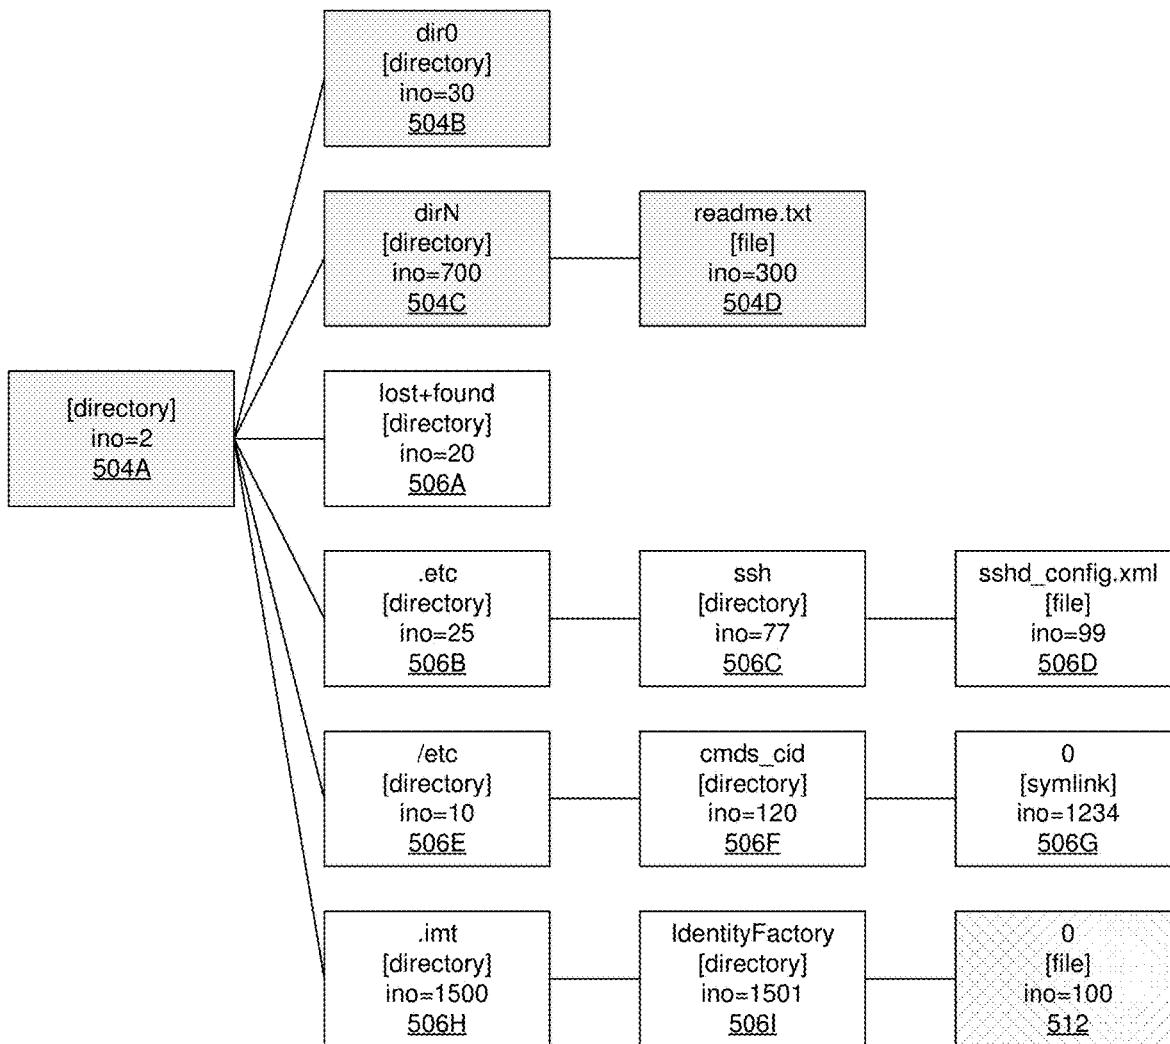 dir0
[directory]
ino=30
504B
dirN
[directory]
ino=700
504C
readme.txt
[file]
ino=300
504D
[directory]
ino=2
504A
lost+found
[directory]
ino=20
506A
.etc
[directory]
ino=25
506B
ssh
[directory]
ino=77
506C
sshd_config.xml
[file]
ino=99
506D
/etc
[directory]
ino=10
506E
cmds_cid
[directory]
ino=120
506F
0
[symlink]
ino=1234
506G
.imt
[directory]
ino=1500
506H
IdentityFactory
[directory]
ino=1501
506I
0
[file]
ino=100
512